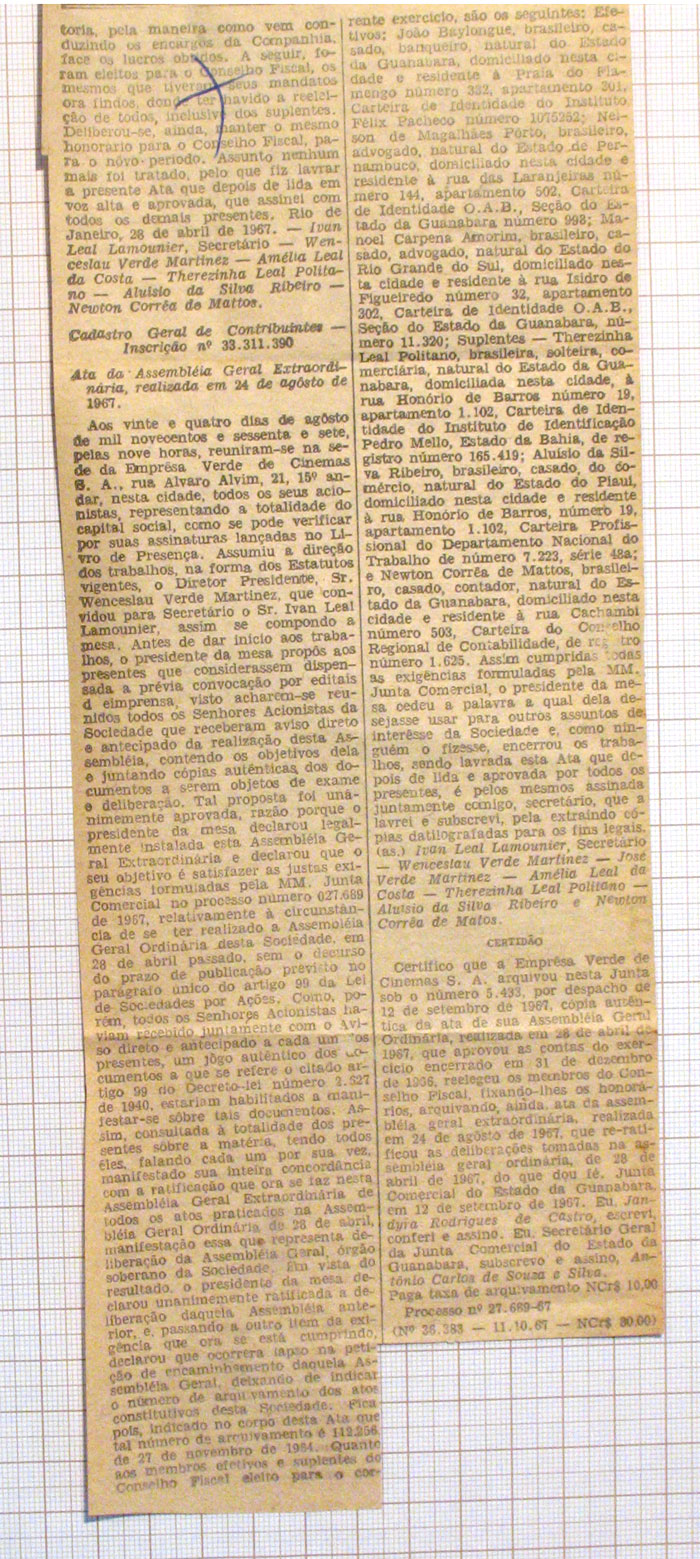 toria, pela maneira como vem con-
duzindo os encargos da Companhia,
face os lucros obtidos. A seguir, fo-
ram eleitos para o Conselho Fiscal, os
mesmos que tiveram seus mandatos
ora findos, dono ter havido a reelei-
ção de todos, inclusive dos suplentes.
Deliberou-se, ainda, manter o mesmo
honorário para o Conselho Fiscal, pa-
ra o nôvo período. Assunto nenhum
mais foi tratado, pelo que fiz lavrar
a presente Ata que depois de lida em
voz alta e aprovada, que assinei com
todos os demais presentes. Rio de
Janeiro, 28 de abril de 1967. — Ivan
Leal Lamounier, Secretário — Wen-
ceslau Verde Martinez — Amélia Leal
da Costa — Therezinha Leal Polita-
no — Aluisio da Silva Ribeiro —
Newton Corrêa de Mattos.
Cadastro Geral de Contribuintes —
Inscrição nº 33.311.390
Ata da Assembléia Geral Extraordi-
nária, realizada em 24 de agôsto de
1967.
Aos vinte e quatro dias de agôsto
de mil novecentos e sessenta e sete,
pelas nove horas, reuniram-se na se-
de da Emprêsa Verde de Cinemas
S. A., rua Alvaro Alvim, 21, 15º an-
dar, nesta cidade, todos os seus acio-
nistas, representando a totalidade do
capital social, como se pode verificar
por suas assinaturas lançadas no Li-
vro de Presença. Assumiu a direção
dos trabalhos, na forma dos Estatutos
vigentes, o Diretor Presidente, Sr.
Wenceslau Verde Martinez, que con-
vidou para Secretário o Sr. Ivan Leal
Lamounier, assim se compondo a
mesa. Antes de dar início aos traba-
lhos, o presidente da mesa propôs aos
presentes que considerassem dispen-
sada a prévia convocação por editais
d eimprensa, visto acharem-se reu-
nidos todos os Senhores Acionistas da
Sociedade que receberam aviso direto
e antecipado da realização desta As-
sembléia, contendo os objetivos dela
e juntando cópias autênticas dos do-
cumentos a serem objetos de exame
e deliberação. Tal proposta foi unâ-
nimemente aprovada, razão porque o
presidente da mesa declarou legal-
mente instalada esta Assembléia Ge-
ral Extraordinária e declarou que o
seu objetivo é satisfazer as justas exi-
gências formuladas pela MM. Junta
Comercial no processo número 027.689
de 1967, relativamente à circunstân-
cia de se ter realizado a Assembléia
Geral Ordinária desta Sociedade, em
28 de abril passado, sem o decurso
do prazo de publicação previsto no
parágrafo único do artigo 99 da Lei
de Sociedades por Ações. Como, po-
rém, todos os Senhores Acionistas ha-
viam recebido juntamente com o Avi-
so direto e antecipado a cada um dos
presentes, um jôgo autêntico dos do-
cumentos a que se refere o citado ar-
tigo 99 do Decreto-lei número 2.627
de 1940, estariam habilitados a mani-
festar-se sôbre tais documentos. As-
sim, consultada à totalidade dos pre-
sentes sôbre a matéria, tendo todos
êles, falando cada um por sua vez,
manifestado sua inteira concordância
com a ratificação que ora se faz nesta
Assembléia Geral Extraordinária de
todos os atos praticados na Assem-
bléia Geral Ordinária de 28 de abril,
manifestação essa que representa de-
liberação da Assembléia Geral, órgão
soberano da Sociedade. Em vista do
resultado, o presidente da mesa de-
clarou unanimemente ratificada a de-
liberação daquela Assembléia ante-
rior, e, passando a outro item da exi-
gência que ora se está cumprindo,
declarou que ocorrera lapso na peti-
ção de encaminhamento daquela As-
sembléia Geral, deixando de indicar
o número de arquivamento dos atos
constitutivos desta Sociedade. Fica
pois, indicado no corpo desta Ata que
tal número de arquivamento é 142.256,
de 27 de novembro de 1964. Quanto
aos membros efetivos e suplentes do
Conselho Fiscal eleito para o cor-
rente exercício, são os seguintes: Efe-
tivos: João Baylongue, brasileiro, ca-
sado, banqueiro, natural do Estado
da Guanabara, domiciliado nesta ci-
dade e residente à Praia do Fla-
mengo número 332, apartamento 301,
Carteira de Identidade do Instituto
Félix Pacheco número 1075252; Nel-
son de Magalhães Pôrto, brasileiro,
advogado, natural do Estado de Per-
nambuco, domiciliado nesta cidade e
residente à rua das Laranjeiras nú-
mero 144, apartamento 502, Carteira
de Identidade O.A.B., Seção do Es-
tado da Guanabara número 998; Ma-
noel Carpena Amorim, brasileiro, ca-
sado, advogado, natural do Estado do
Rio Grande do Sul, domiciliado nes-
ta cidade e residente à rua Isidro de
Figueiredo número 32, apartamento
302, Carteira de Identidade O.A.B.,
Seção do Estado da Guanabara, nú-
mero 11.320; Suplentes — Therezinha
Leal Politano, brasileira, solteira, co-
merciária, natural do Estado da Gua-
nabara, domiciliada nesta cidade, à
rua Honório de Barros número 19,
apartamento 1.102, Carteira de Iden-
tidade do Instituto de Identificação
Pedro Mello, Estado da Bahia, de re-
gistro número 165.419; Aluísio da Sil-
va Ribeiro, brasileiro, casado, do co-
mércio, natural do Estado do Piauí,
domiciliado nesta cidade e residente
à rua Honório de Barros, número 19,
apartamento 1.102, Carteira Profis-
sional do Departamento Nacional do
Trabalho de número 7.223, série 48a;
e Newton Corrêa de Mattos, brasilei-
ro, casado, contador, natural do Es-
tado da Guanabara, domiciliado nesta
cidade e residente à rua Cachambi
número 503, Carteira do Conselho
Regional de Contabilidade, de registro
número 1.625. Assim cumpridas todas
as exigências formuladas pela MM.
Junta Comercial, o presidente da me-
sa cedeu a palavra a qual dela de-
sejasse usar para outros assuntos de
interêsse da Sociedade e, como nin-
guém o fizesse, encerrou os traba-
lhos, sendo lavrada esta Ata que de-
pois de lida e aprovada por todos os
presentes, é pelos mesmos assinada
juntamente comigo, secretário, que a
lavrei e subscrevi, pela extraindo có-
pias datilografadas para os fins legais.
(as.) Ivan Leal Lamounier, Secretário
— Wenceslau Verde Martinez — José
Verde Martinez — Amélia Leal da
Costa — Therezinha Leal Politano —
Aluisio da Silva Ribeiro e Newton
Corrêa de Matos.
CERTIDÃO
Certifico que a Emprêsa Verde de
Cinemas S. A. arquivou nesta Junta
sob o número 5.433, por despacho de
12 de setembro de 1967, cópia autên-
tica da ata de sua Assembléia Geral
Ordinária, realizada em 28 de abril de
1967, que aprovou as contas do exer-
cício encerrado em 31 de dezembro
de 1966, reelegeu os membros do Con-
selho Fiscal, fixando-lhes os honorá-
rios, arquivando, ainda, ata da assem-
bléia geral extraordinária, realizada
em 24 de agôsto de 1967, que re-rati-
ficou as deliberações tomadas na as-
sembléia geral ordinária, de 28 de
abril de 1967, do que dou fé. Junta
Comercial do Estado da Guanabara,
em 12 de setembro de 1967. Eu, Jan-
dyra Rodrigues de Castro, escrevi,
conferi e assino. Eu, Secretário Geral
da Junta Comercial do Estado da
Guanabara, subscrevo e assino, An-
tônio Carlos de Souza e Silva.
Paga taxa de arquivamento NCr$ 10,00
Processo nº 27.689-67
(Nº 26.383 — 11.10.67 — NCr$ 80,00)